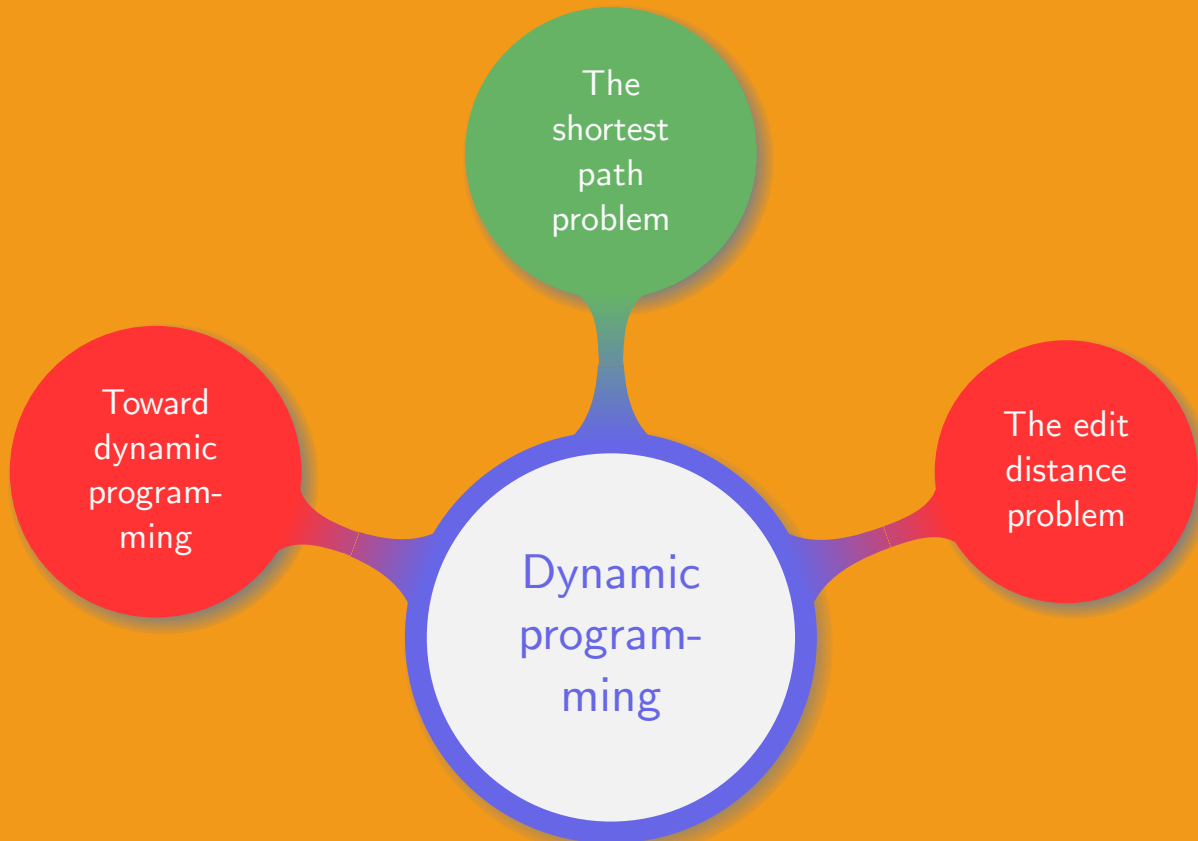 The
shortest
path
problem
Toward
dynamic
program-
ming
The edit
distance
problem
Dynamic
program-
ming